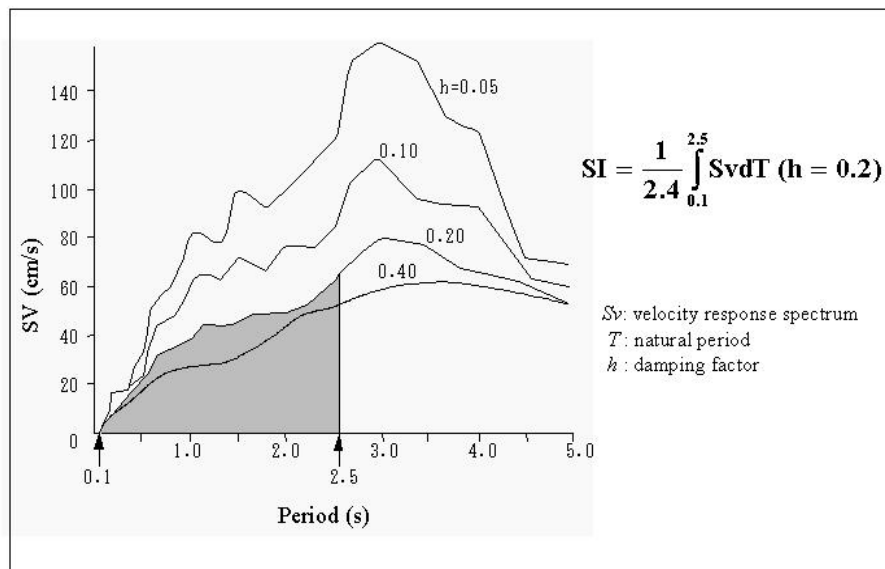 140
120
100
80
60
40
20
0
SV (cm/s)
h=0.05
0.10
0.20
0.40
1.0
2.0
3.0
4.0
5.0
0.1
2.5
Period (s)
SI = 1/2.4 ∫0.1^2.5 SvdT (h = 0.2)
Sv: velocity response spectrum
T : natural period
h : damping factor